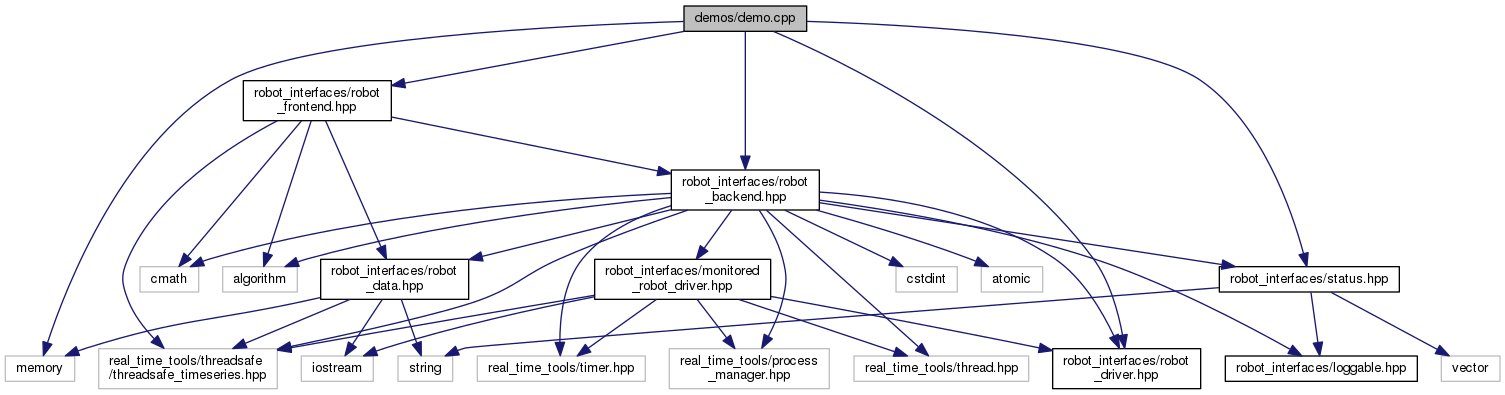 demos/demo.cpp
robot_interfaces/robot
_frontend.hpp
robot_interfaces/robot
_backend.hpp
cmath
algorithm
robot_interfaces/robot
_data.hpp
robot_interfaces/monitored
_robot_driver.hpp
cstdint
atomic
robot_interfaces/status.hpp
memory
real_time_tools/threadsafe
/threadsafe_timeseries.hpp
iostream
string
real_time_tools/timer.hpp
real_time_tools/process
_manager.hpp
real_time_tools/thread.hpp
robot_interfaces/robot
_driver.hpp
robot_interfaces/loggable.hpp
vector